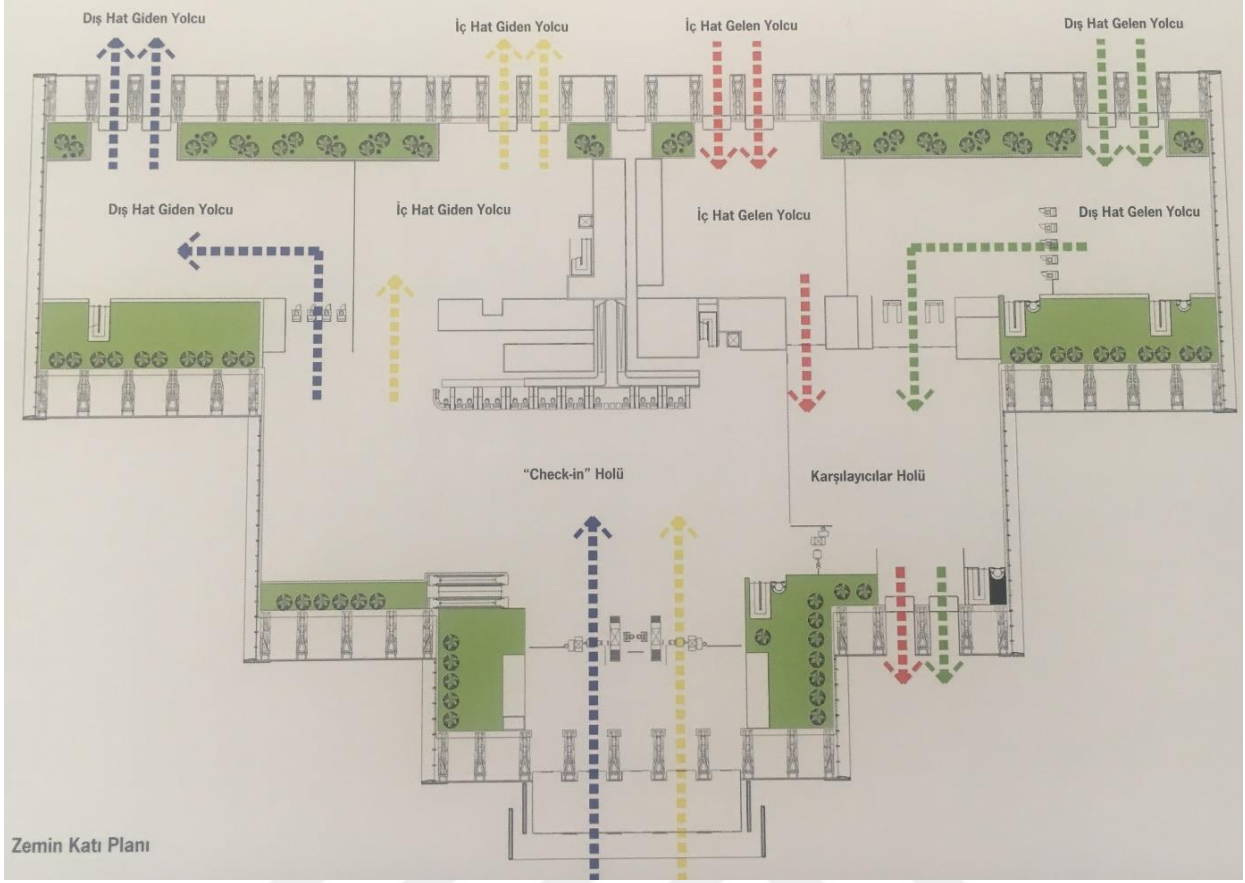 Dış Hat Giden Yolcu
İç Hat Giden Yolcu
İç Hat Gelen Yolcu
Dış Hat Gelen Yolcu
Dış Hat Giden Yolcu
İç Hat Giden Yolcu
İç Hat Gelen Yolcu
Dış Hat Gelen Yolcu
“Check-in” Holü
Karşılayıcılar Holü
Zemin Katı Planı